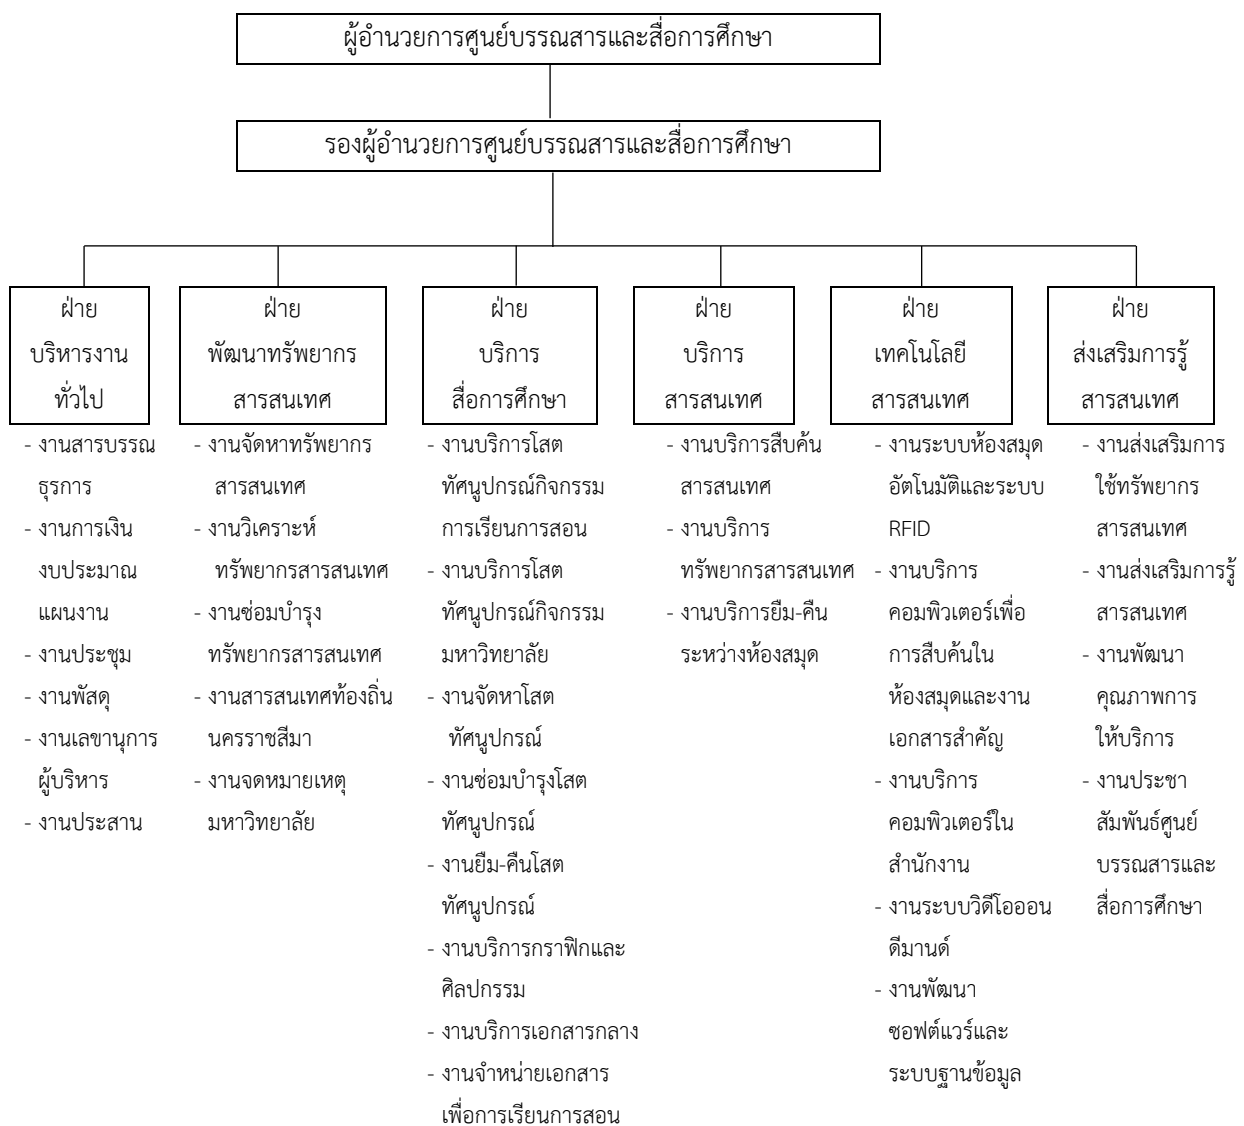 ผู้อำนวยการศูนย์บรรณสารและสื่อการศึกษา
รองผู้อำนวยการศูนย์บรรณสารและสื่อการศึกษา
ฝ่าย
บริหารงาน
ทั่วไป
- งานสารบรรณ
ธุรการ
- งานการเงิน
งบประมาณ
แผนงาน
- งานประชุม
- งานพัสดุ
- งานเลขานุการ
ผู้บริหาร
- งานประสาน
ฝ่าย
พัฒนาทรัพยากร
สารสนเทศ
- งานจัดหาทรัพยากร
สารสนเทศ
- งานวิเคราะห์
ทรัพยากรสารสนเทศ
- งานซ่อมบำรุง
ทรัพยากรสารสนเทศ
- งานสารสนเทศท้องถิ่น
นครราชสีมา
- งานจดหมายเหตุ
มหาวิทยาลัย
ฝ่าย
บริการ
สื่อการศึกษา
- งานบริการโสต
ทัศนูปกรณ์กิจกรรม
การเรียนการสอน
- งานบริการโสต
ทัศนูปกรณ์กิจกรรม
มหาวิทยาลัย
- งานจัดหาโสต
ทัศนูปกรณ์
- งานซ่อมบำรุงโสต
ทัศนูปกรณ์
- งานยืม-คืนโสต
ทัศนูปกรณ์
- งานบริการกราฟิกและ
ศิลปกรรม
- งานบริการเอกสารกลาง
- งานจำหน่ายเอกสาร
เพื่อการเรียนการสอน
ฝ่าย
บริการ
สารสนเทศ
- งานบริการสืบค้น
สารสนเทศ
- งานบริการ
ทรัพยากรสารสนเทศ
- งานบริการยืม-คืน
ระหว่างห้องสมุด
ฝ่าย
เทคโนโลยี
สารสนเทศ
- งานระบบห้องสมุด
อัตโนมัติและระบบ
RFID
- งานบริการ
คอมพิวเตอร์เพื่อ
การสืบค้นใน
ห้องสมุดและงาน
เอกสารสำคัญ
- งานบริการ
คอมพิวเตอร์ใน
สำนักงาน
- งานระบบวิดีโอออน
ดีมานด์
- งานพัฒนา
ซอฟต์แวร์และ
ระบบฐานข้อมูล
ฝ่าย
ส่งเสริมการรู้
สารสนเทศ
- งานส่งเสริมการ
ใช้ทรัพยากร
สารสนเทศ
- งานส่งเสริมการรู้
สารสนเทศ
- งานพัฒนา
คุณภาพการ
ให้บริการ
- งานประชา
สัมพันธ์ศูนย์
บรรณสารและ
สื่อการศึกษา